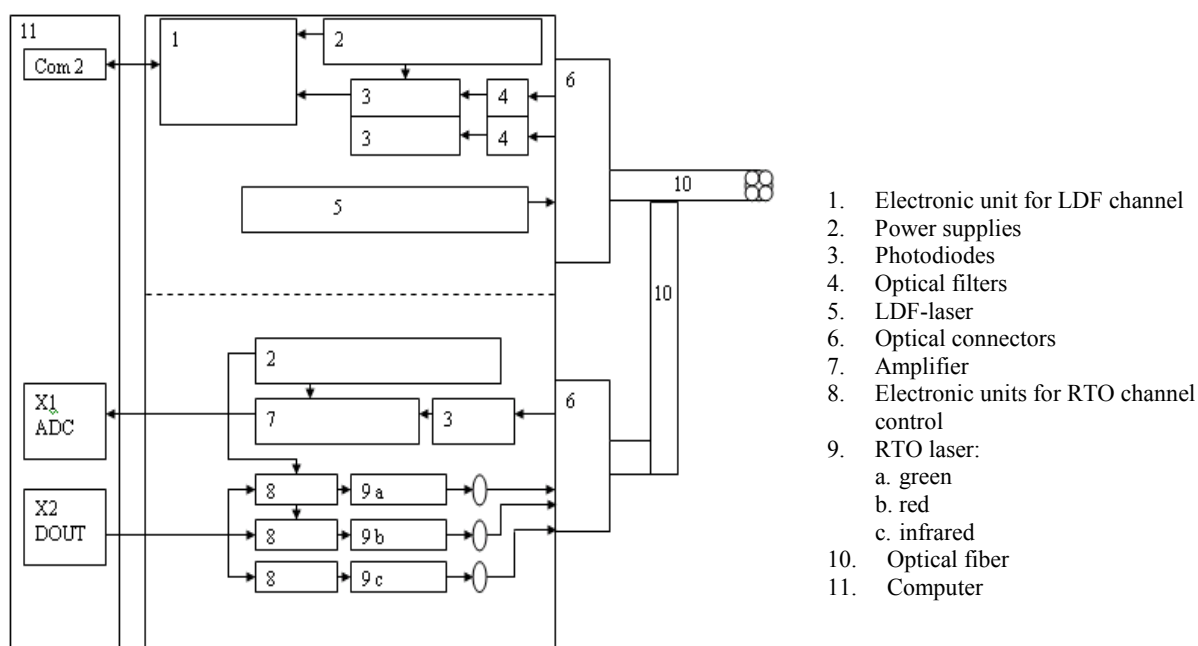 11
Com 2
1
2
3
4
3
4
6
5
10
10
2
X1
ADC
7
3
6
X2
DOUT
8
9 a
8
9 b
8
9 c
1. Electronic unit for LDF channel
2. Power supplies
3. Photodiodes
4. Optical filters
5. LDF-laser
6. Optical connectors
7. Amplifier
8. Electronic units for RTO channel
control
9. RTO laser:
a. green
b. red
c. infrared
10. Optical fiber
11. Computer